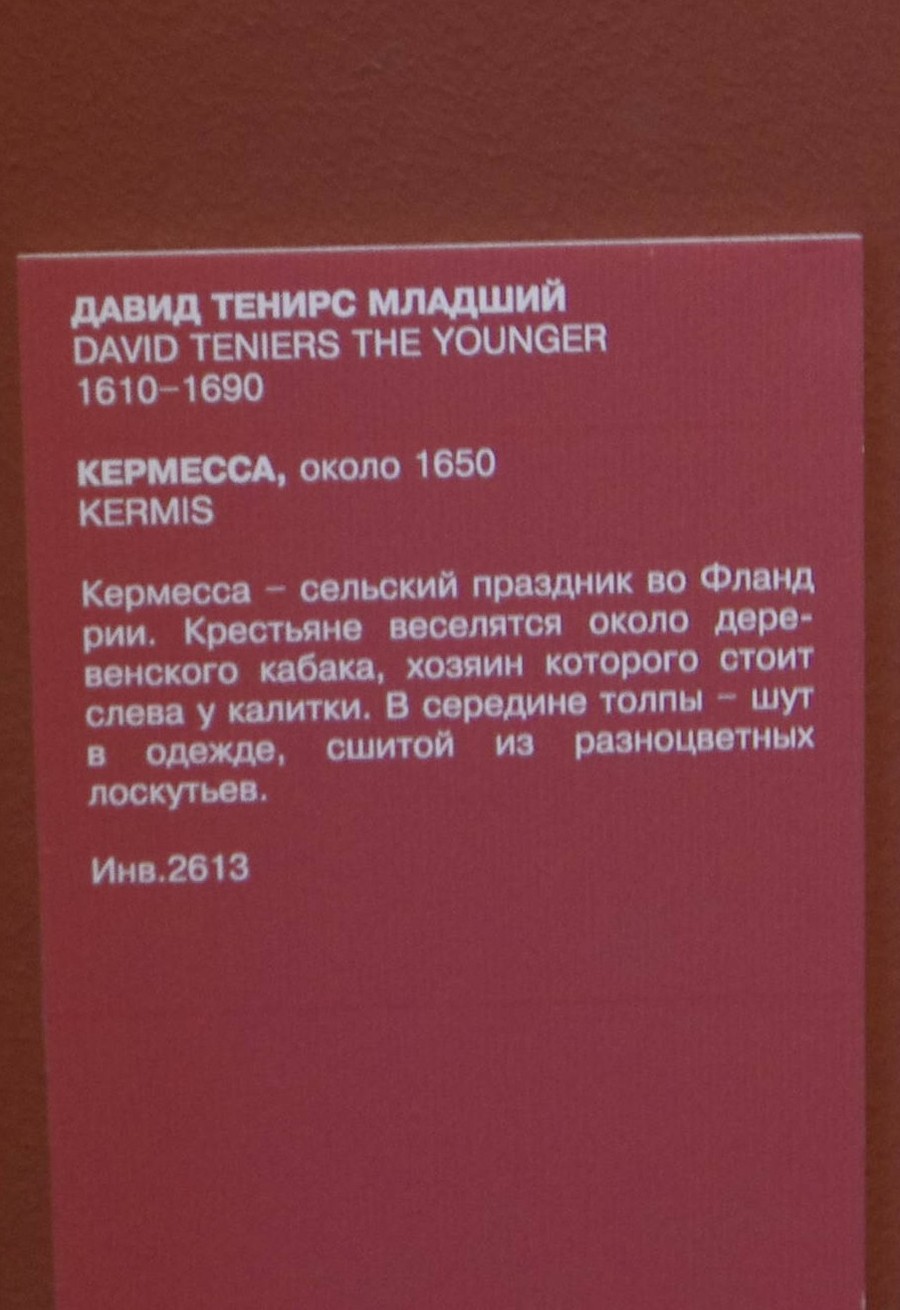 ДАВИД ТЕНИРС МЛАДШИЙ
DAVID TENIERS THE YOUNGER
1610–1690
КЕРМЕССА, около 1650
KERMIS
Кермесса – сельский праздник во Фланд
рии. Крестьяне веселятся около дере-
венского кабака, хозяин которого стоит
слева у калитки. В середине толпы – шут
в одежде, сшитой из разноцветных
лоскутьев.
Инв.2613